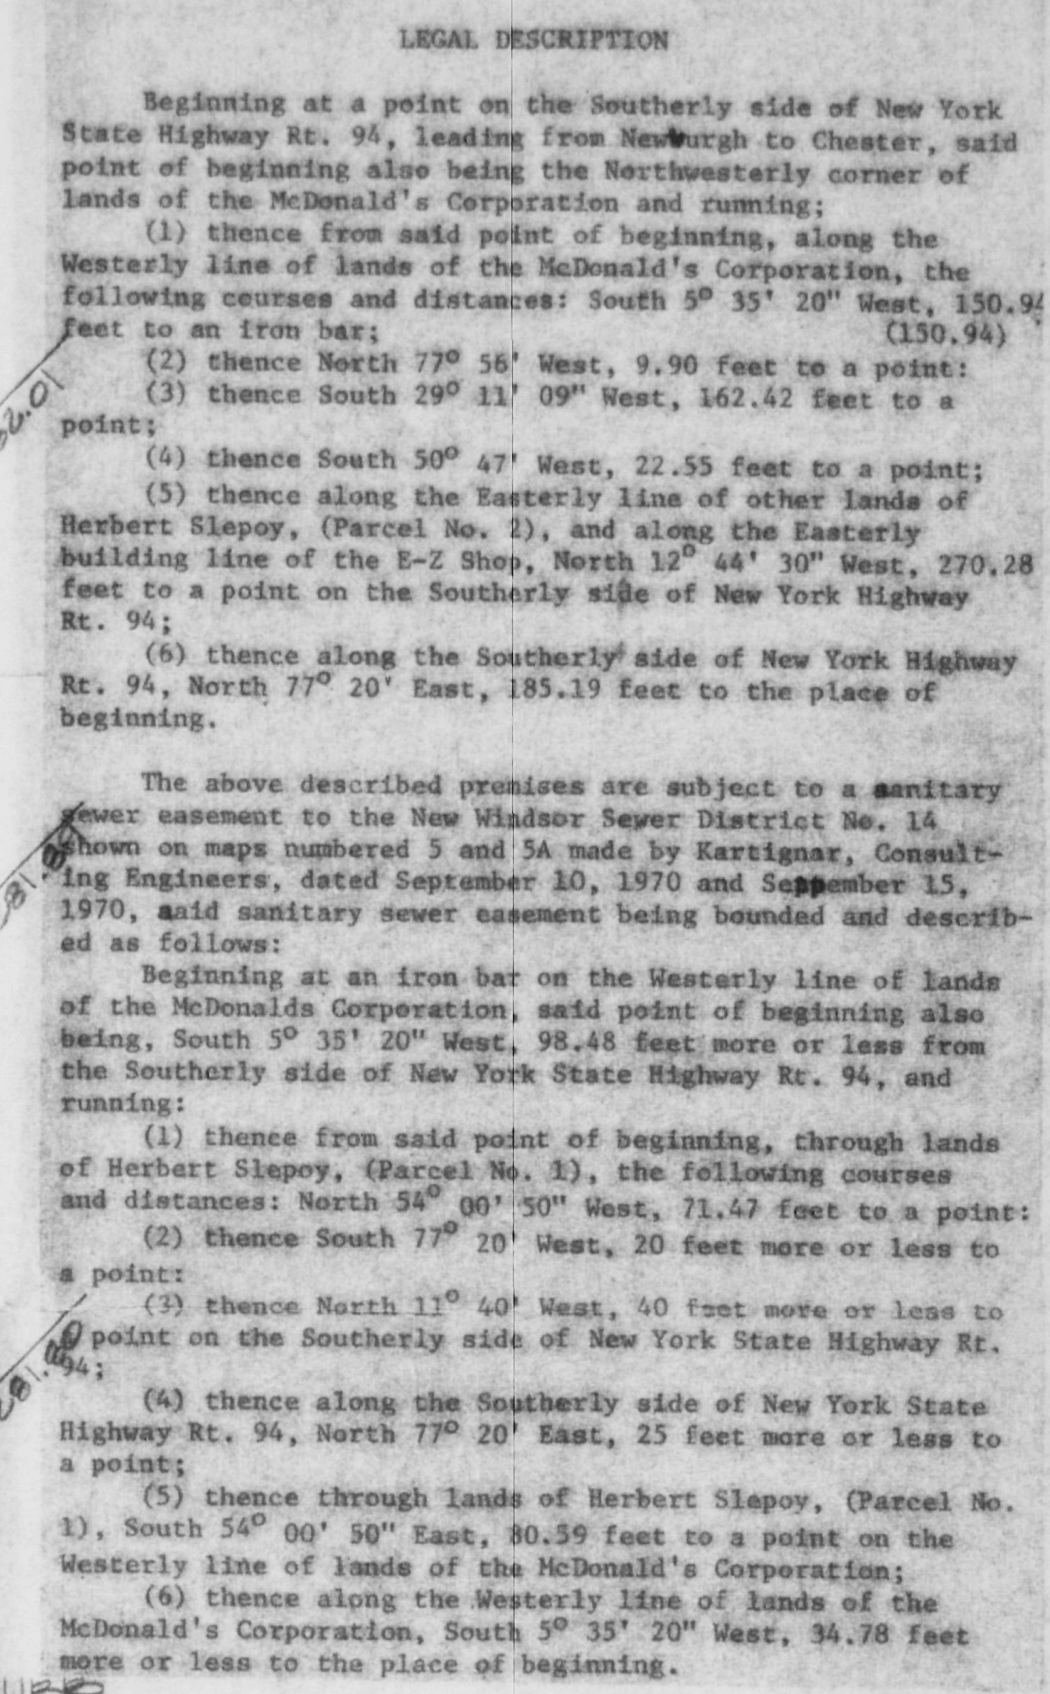 LEGAL DESCRIPTION
Beginning at a point on the Southerly side of New York
State Highway Rt. 94, leading from Newburgh to Chester, said
point of beginning also being the Northwesterly corner of
lands of the McDonald's Corporation and running;
(1) thence from said point of beginning, along the
Westerly line of lands of the McDonald's Corporation, the
following courses and distances: South 5° 35' 20" West, 150.94
feet to an iron bar; (150.94)
(2) thence North 77° 56' West, 9.90 feet to a point:
(3) thence South 29° 11' 09" West, 162.42 feet to a
point;
(4) thence South 50° 47' West, 22.55 feet to a point;
(5) thence along the Easterly line of other lands of
Herbert Slepoy, (Parcel No. 2), and along the Easterly
building line of the E-Z Shop, North 12° 44' 30" West, 270.28
feet to a point on the Southerly side of New York Highway
Rt. 94;
(6) thence along the Southerly side of New York Highway
Rt. 94, North 77° 20' East, 185.19 feet to the place of
beginning.
The above described premises are subject to a sanitary
sewer easement to the New Windsor Sewer District No. 14
shown on maps numbered 5 and 5A made by Kartignar, Consult-
ing Engineers, dated September 10, 1970 and September 15,
1970, aaid sanitary sewer easement being bounded and describ-
ed as follows:
Beginning at an iron bar on the Westerly line of lands
of the McDonalds Corporation, said point of beginning also
being, South 5° 35' 20" West, 98.48 feet more or less from
the Southerly side of New York State Highway Rt. 94, and
running:
(1) thence from said point of beginning, through lands
of Herbert Slepoy, (Parcel No. 1), the following courses
and distances: North 54° 00' 50" West, 71.47 feet to a point:
(2) thence South 77° 20' West, 20 feet more or less to
a point:
(3) thence North 11° 40' West, 40 feet more or less to
point on the Southerly side of New York State Highway Rt.
94;
(4) thence along the Southerly side of New York State
Highway Rt. 94, North 77° 20' East, 25 feet more or less to
a point;
(5) thence through lands of Herbert Slepoy, (Parcel No.
1), South 54° 00' 50" East, 80.59 feet to a point on the
Westerly line of lands of the McDonald's Corporation;
(6) thence along the Westerly line of lands of the
McDonald's Corporation, South 5° 35' 20" West, 34.78 feet
more or less to the place of beginning.